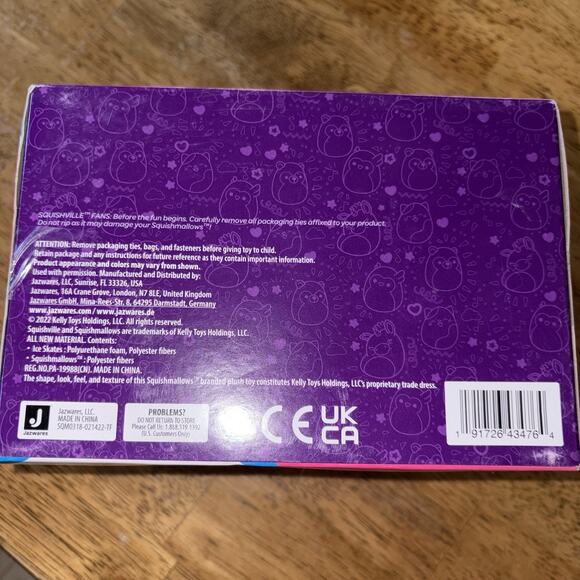 SQUISHVILLE™ FANS: Before the fun begins. Carefully remove all packaging ties affixed to your product.
Do not rip as it may damage your Squishmallows™!
ATTENTION: Remove packaging ties, bags, and fasteners before giving toy to child.
Retain package and any instructions for future reference as they contain important information.
Product appearance and colors may vary from shown.
Used with permission. Manufactured and Distributed by:
Jazwares, LLC, Sunrise, FL 33326, USA
Jazwares, 16A Crane Grove, London, N7 8LE, United Kingdom
Jazwares GmbH, Mina-Rees-Str. 8, 64295 Darmstadt, Germany
www.jazwares.com / www.jazwares.de
© 2022 Kelly Toys Holdings, LLC. All rights reserved.
Squishville and Squishmallows are trademarks of Kelly Toys Holdings, LLC.
ALL NEW MATERIAL. Conten:
• Ice Skates : Polyurethane foam, Polyester fibers
• Squishmallows™ : Polyester fibers
REG.NO.PA-19988(CN). MADE IN CHINA.
The shape, look, feel, and texture of this Squishmallows™ branded plush toy constitutes Kelly Toys Holdings, LLC's proprietary trade dress.
J
Jazwares
Jazwares, LLC.
MADE IN CHINA
SQM0318-021422-TF
PROBLEMS?
DO NOT RETURN TO STORE
Please Call Us: 1.888.319.1392
(U.S. Customers Only)
CE
UK
CA
1 91726 43476 4